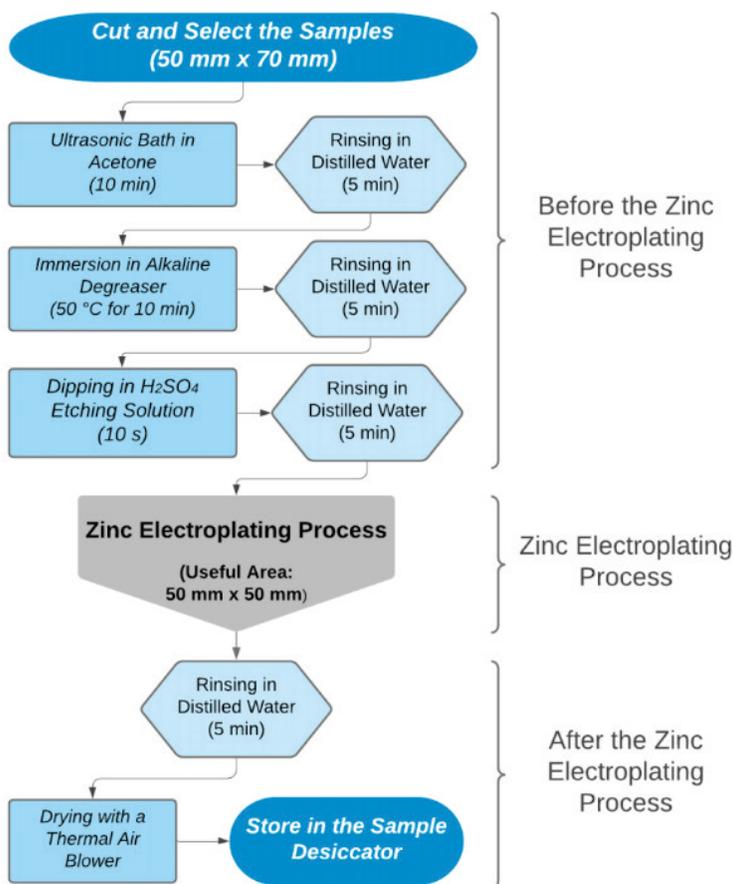 Cut and Select the Samples
(50 mm x 70 mm)
Ultrasonic Bath in
Acetone
(10 min)
Rinsing in
Distilled Water
(5 min)
Immersion in Alkaline
Degreaser
(50 °C for 10 min)
Rinsing in
Distilled Water
(5 min)
Dipping in H2SO4
Etching Solution
(10 s)
Rinsing in
Distilled Water
(5 min)
Before the Zinc
Electroplating
Process
Zinc Electroplating Process
(Useful Area:
50 mm x 50 mm)
Zinc Electroplating
Process
Rinsing in
Distilled Water
(5 min)
Drying with a
Thermal Air
Blower
Store in the Sample
Desiccator
After the Zinc
Electroplating
Process